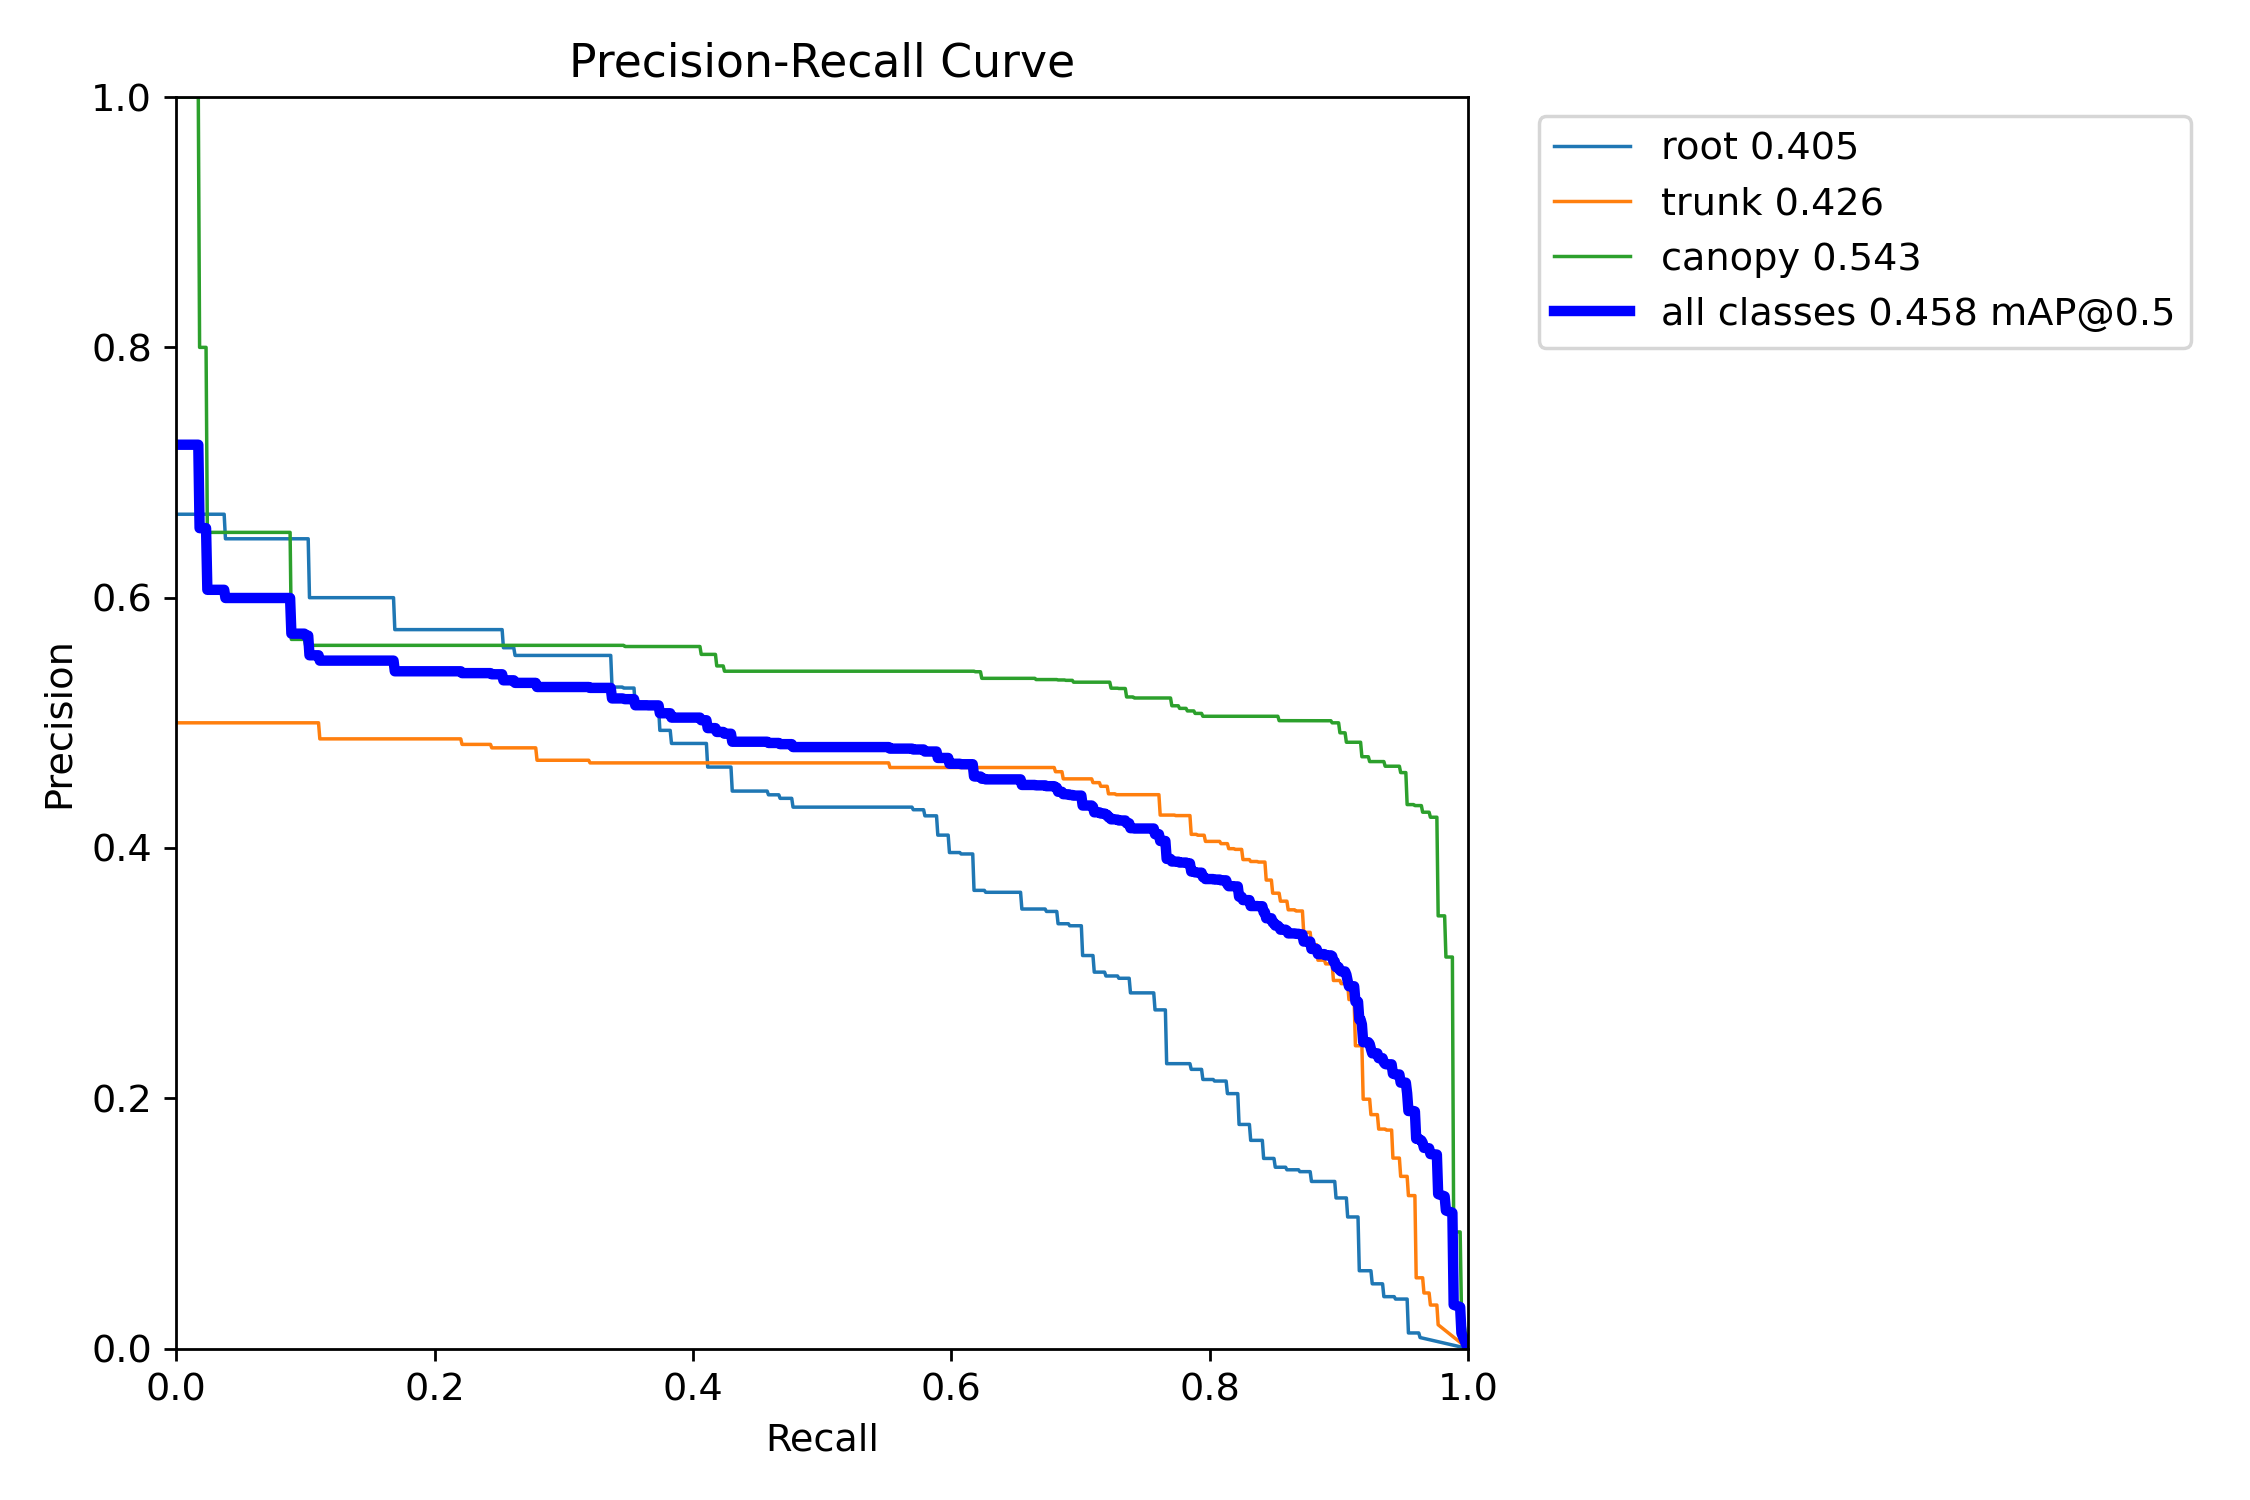 Precision-Recall Curve
1.0
0.8
0.6
0.4
0.2
0.0
Precision
0.0 0.2 0.4 0.6 0.8 1.0
Recall
root 0.405
trunk 0.426
canopy 0.543
all classes 0.458 mAP@0.5